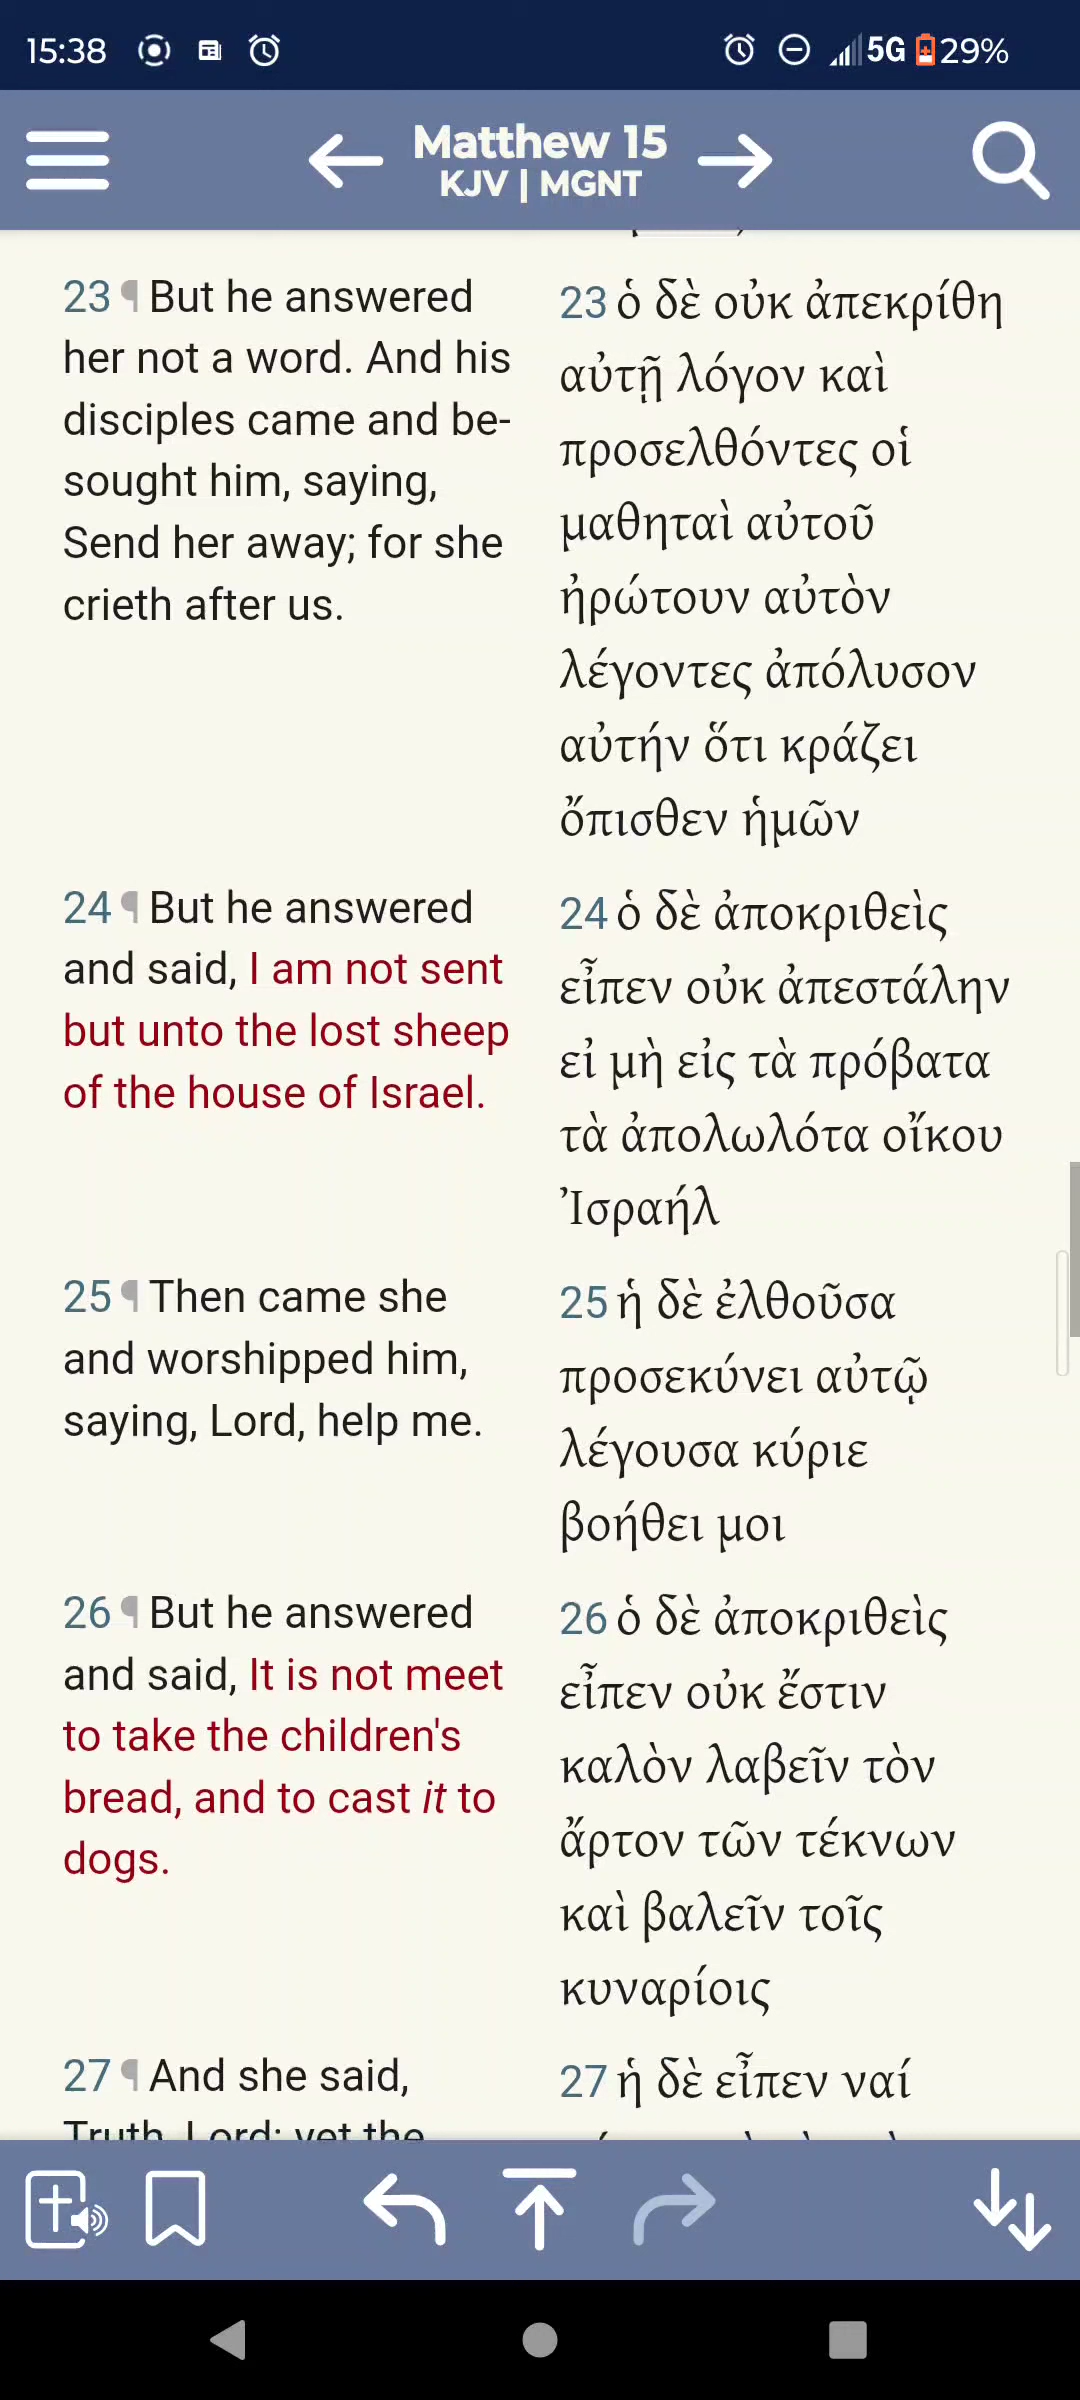 15:38 5G 29%
Matthew 15
KJV | MGNT
23 ¶ But he answered
her not a word. And his
disciples came and be-
sought him, saying,
Send her away; for she
crieth after us.
23 ὁ δὲ οὐκ ἀπεκρίθη
αὐτῇ λόγον καὶ
προσελθόντες οἱ
μαθηταὶ αὐτοῦ
ἠρώτουν αὐτὸν
λέγοντες ἀπόλυσον
αὐτήν ὅτι κράζει
ὄπισθεν ἡμῶν
24 ¶ But he answered
and said, I am not sent
but unto the lost sheep
of the house of Israel.
24 ὁ δὲ ἀποκριθεὶς
εἶπεν οὐκ ἀπεστάλην
εἰ μὴ εἰς τὰ πρόβατα
τὰ ἀπολωλότα οἴκου
Ἰσραήλ
25 ¶ Then came she
and worshipped him,
saying, Lord, help me.
25 ἡ δὲ ἐλθοῦσα
προσεκύνει αὐτῷ
λέγουσα κύριε
βοήθει μοι
26 ¶ But he answered
and said, It is not meet
to take the children's
bread, and to cast it to
dogs.
26 ὁ δὲ ἀποκριθεὶς
εἶπεν οὐκ ἔστιν
καλὸν λαβεῖν τὸν
ἄρτον τῶν τέκνων
καὶ βαλεῖν τοῖς
κυναρίοις
27 ¶ And she said,
Truth, Lord: yet the
27 ἡ δὲ εἶπεν ναί